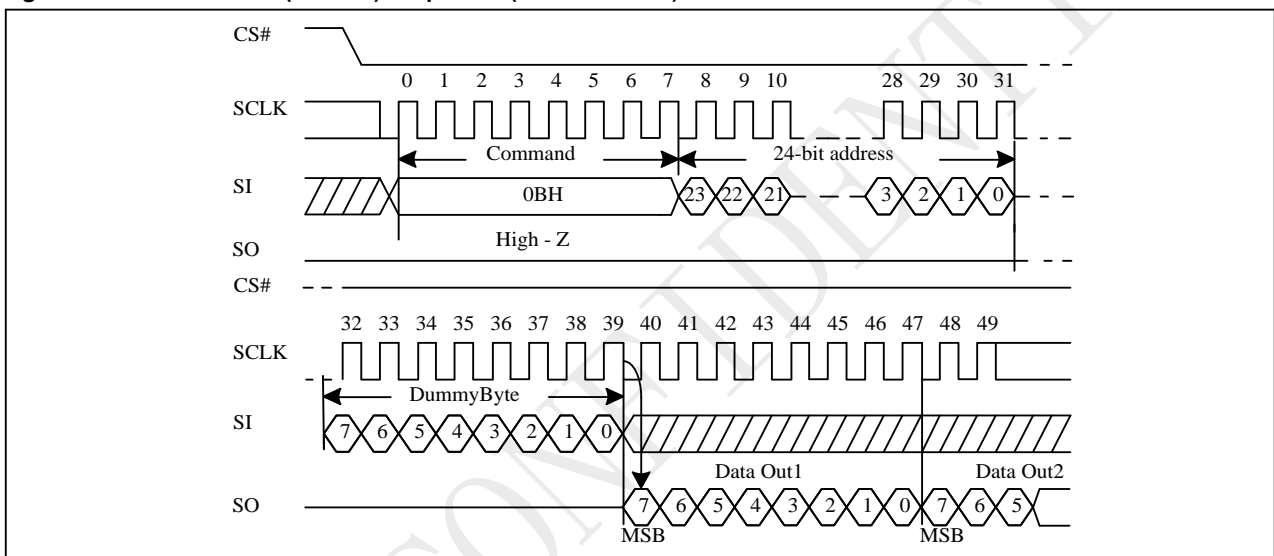 CS#
0 1 2 3 4 5 6 7 8 9 10 28 29 30 31
SCLK
Command 24-bit address
SI 0BH 23 22 21 3 2 1 0
High - Z
SO
CS#
32 33 34 35 36 37 38 39 40 41 42 43 44 45 46 47 48 49
SCLK
DummyByte
SI 7 6 5 4 3 2 1 0
Data Out1 Data Out2
SO 7 6 5 4 3 2 1 0 7 6 5
MSB MSB